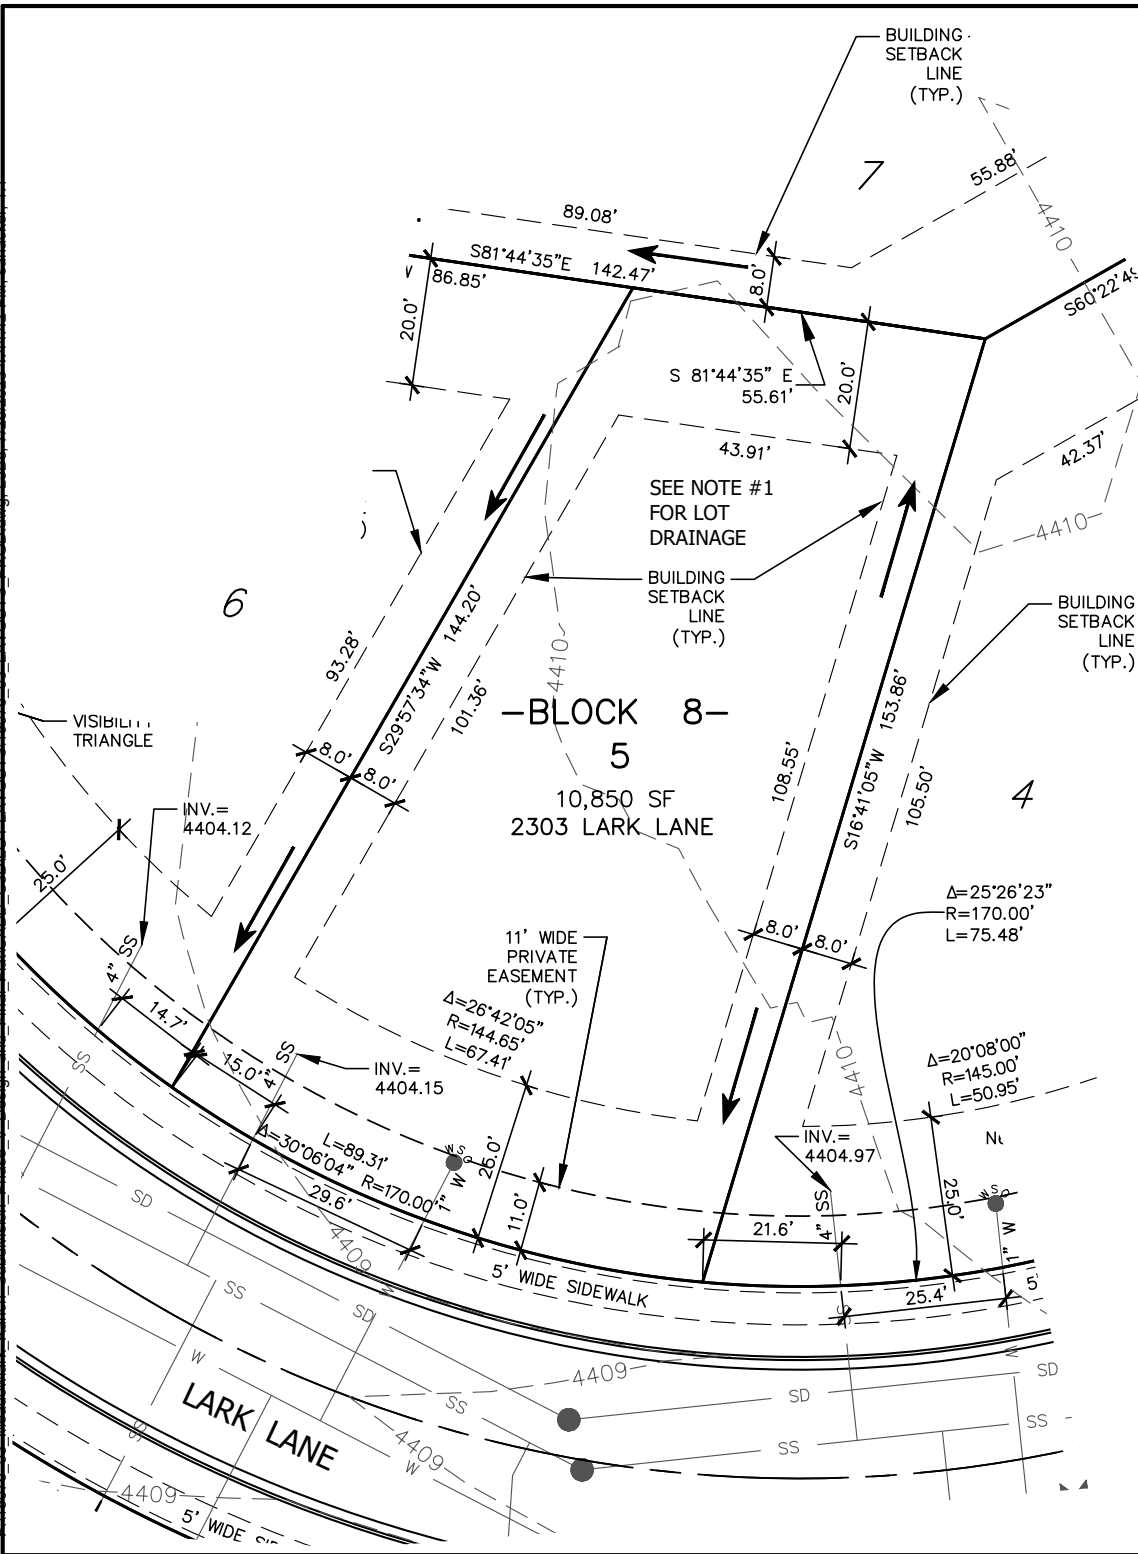 BUILDING
SETBACK
LINE
(TYP.)
7
55.88'
89.08'
4410
S81°44'35"E 142.47'
86.85'
8.0'
20.0'
S 81°44'35" E
55.61'
20.0'
43.91'
42.37'
SEE NOTE #1
FOR LOT
DRAINAGE
4410
BUILDING
SETBACK
LINE
(TYP.)
BUILDING
SETBACK
LINE
(TYP.)
6
93.28'
S29°57'34"W 144.20'
101.36'
4410
-BLOCK 8-
5
10,850 SF
2303 LARK LANE
108.55'
S16°41'05"W 153.86'
105.50'
4
TRIANGLE
8.0'
8.0'
INV.=
4404.12
25.0'
Δ=25°26'23"
R=170.00'
L=75.48'
8.0'
8.0'
11' WIDE
PRIVATE
EASEMENT
(TYP.)
4" SS
14.7'
15.0'
4" SS
INV.=
4404.15
Δ=26°42'05"
R=144.65'
L=67.41'
4410
Δ=20°08'00"
R=145.00'
L=50.95'
INV.=
4404.97
L=89.31'
Δ=30°06'04" R=170.00'
29.6'
WSO
1" W
25.0'
11.0'
21.6'
4" SS
25.0'
WSO
1" W
25.4'
5'
5' WIDE SIDEWALK
4409
SS
SD
SS
SD
W
W
SS
4409
SD
SD
SS
SS
SS
W
LARK LANE
SS
4409
W
4409
5' WIDE